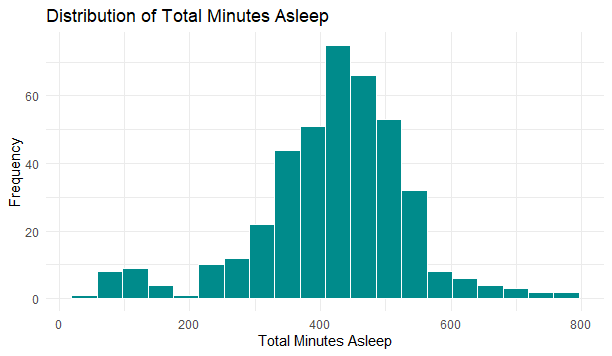 Distribution of Total Minutes Asleep
60
40
20
0
Frequency
0 200 400 600 800
Total Minutes Asleep